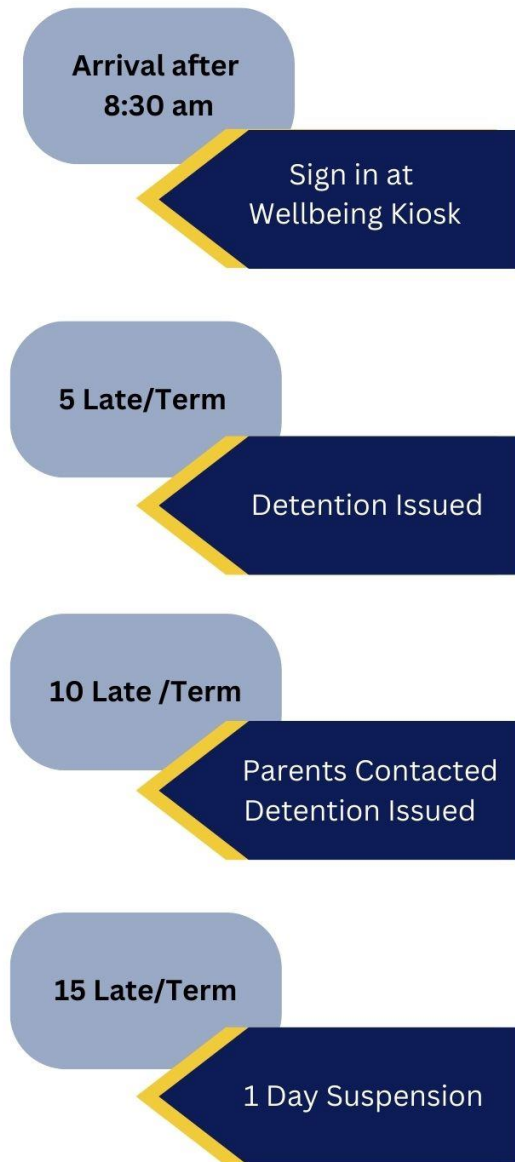 Arrival after
8:30 am
Sign in at
Wellbeing Kiosk
5 Late/Term
Detention Issued
10 Late /Term
Parents Contacted
Detention Issued
15 Late/Term
1 Day Suspension